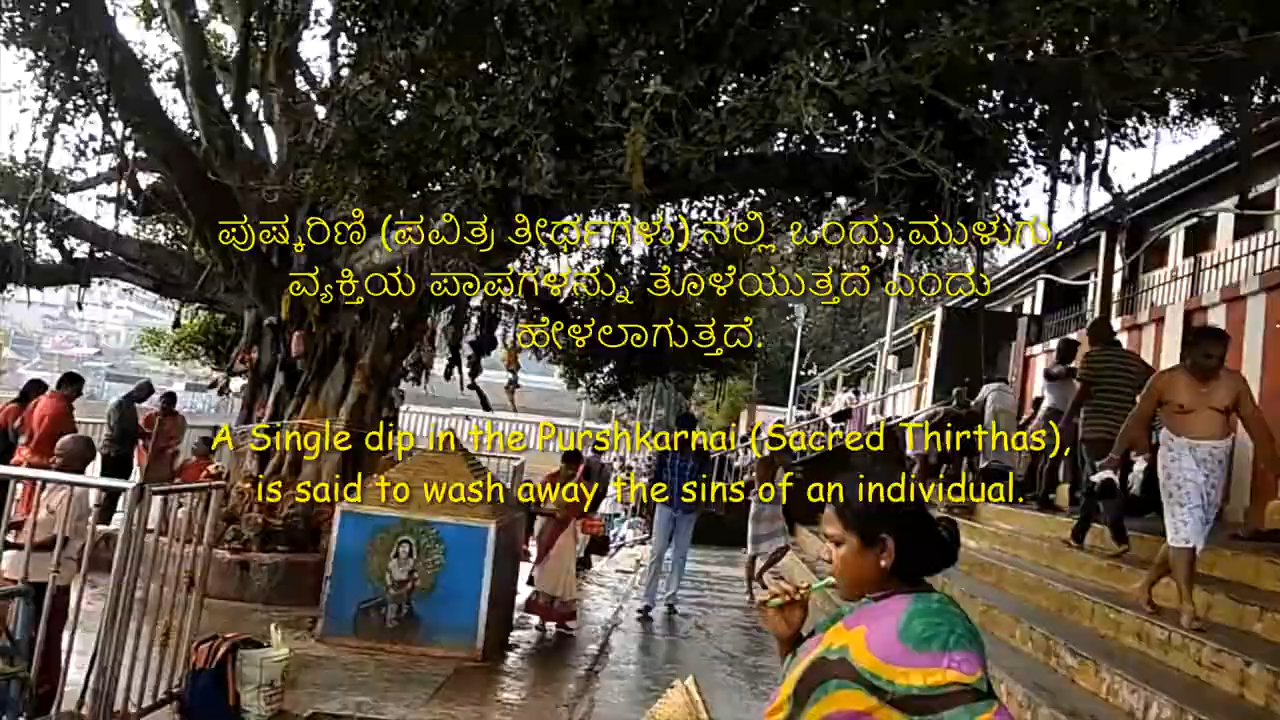 ಪುಷ್ಕರಿಣಿ (ಪವಿತ್ರ ತೀರ್ಥಗಳು) ನಲ್ಲಿ ಒಂದು ಮುಳುಗು,
ವ್ಯಕ್ತಿಯ ಪಾಪಗಳನ್ನು ತೊಳೆಯುತ್ತದೆ ಎಂದು
ಹೇಳಲಾಗುತ್ತದೆ.
A Single dip in the Purshkarnai (Sacred Thirthas),
is said to wash away the sins of an individual.